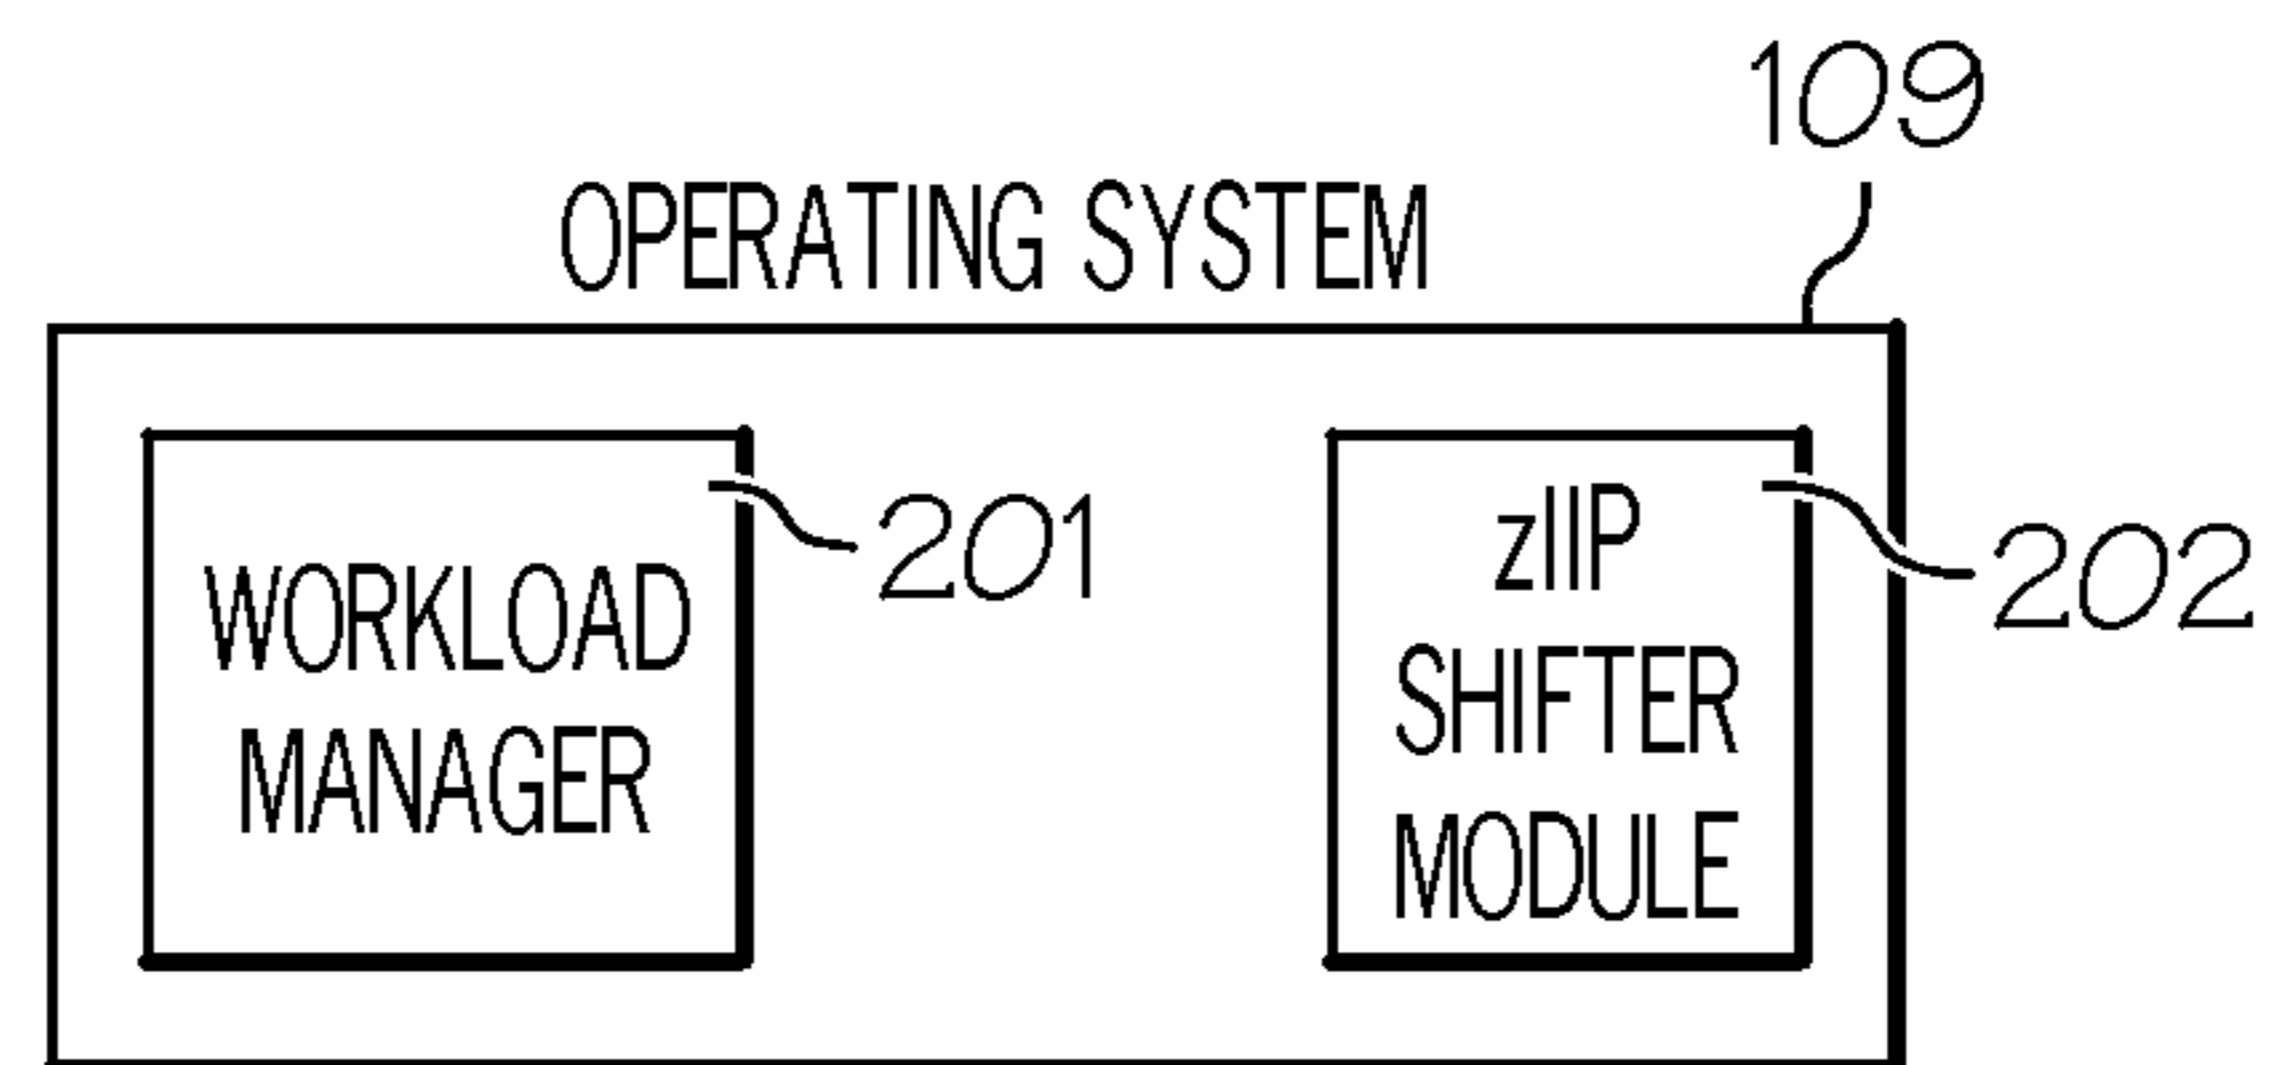 109
OPERATING SYSTEM
201
WORKLOAD
MANAGER
zIIP
SHIFTER
MODULE
202